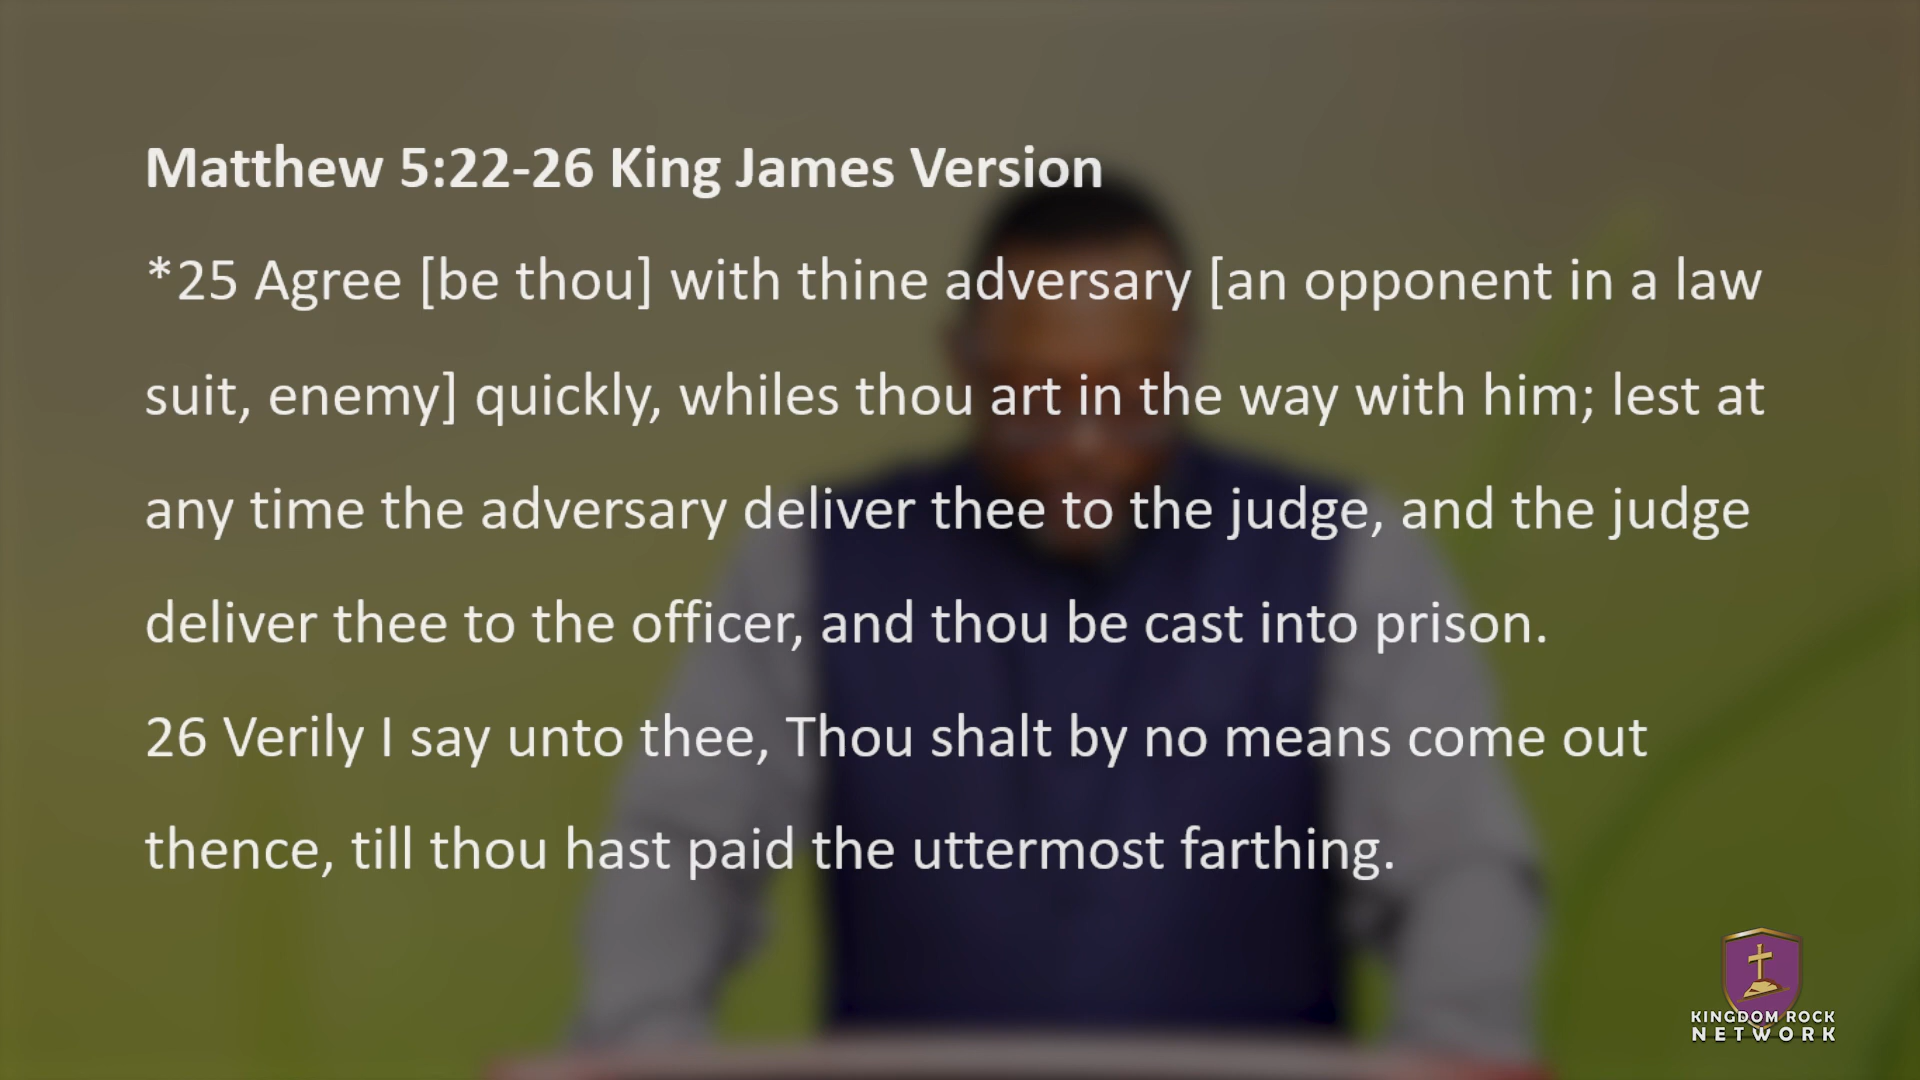 Matthew 5:22-26 King James Version
*25 Agree [be thou] with thine adversary [an opponent in a law
suit, enemy] quickly, whiles thou art in the way with him; lest at
any time the adversary deliver thee to the judge, and the judge
deliver thee to the officer, and thou be cast into prison.
26 Verily I say unto thee, Thou shalt by no means come out
thence, till thou hast paid the uttermost farthing.
KINGDOM ROCK
NETWORK